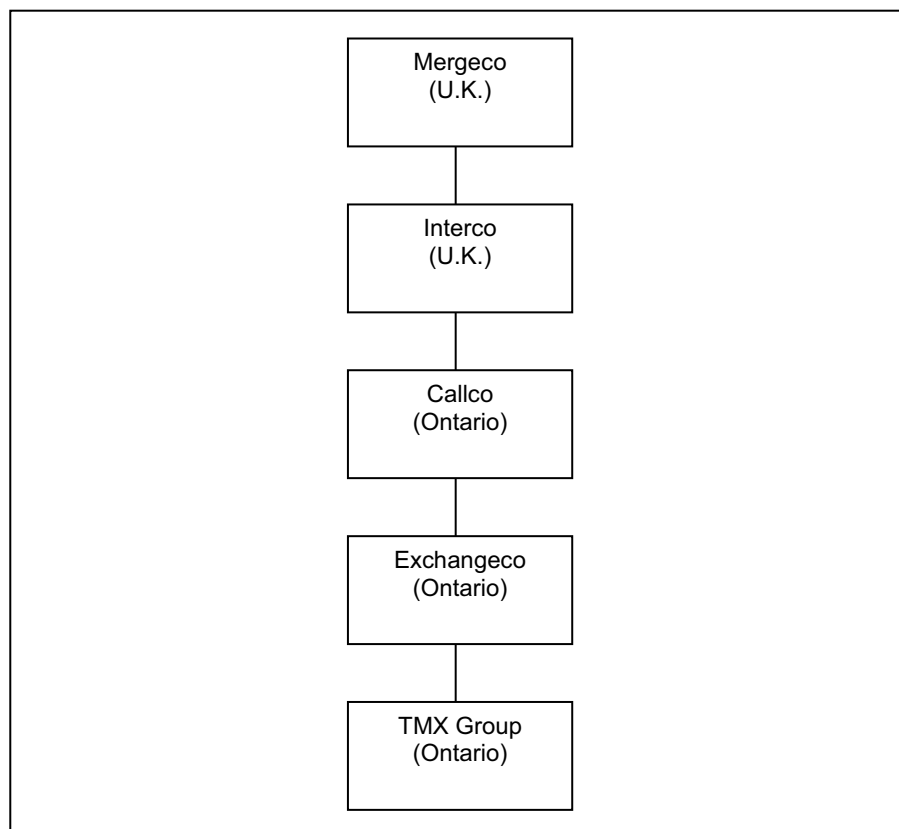 Mergeco
(U.K.)
Interco
(U.K.)
Callco
(Ontario)
Exchangeco
(Ontario)
TMX Group
(Ontario)